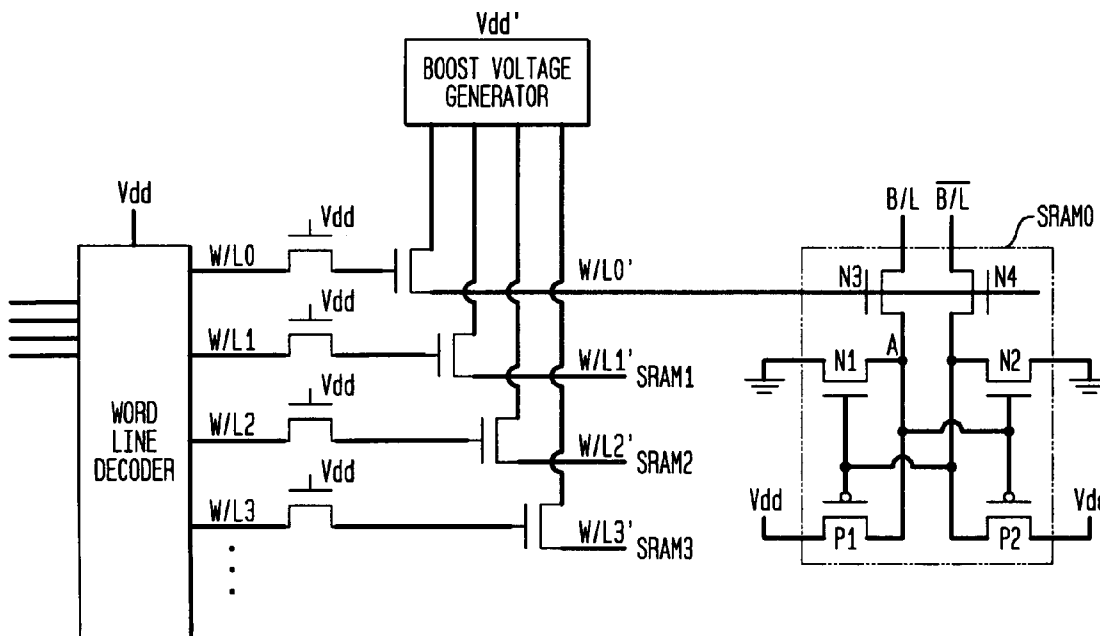 Vdd'
BOOST VOLTAGE
GENERATOR
Vdd
Vdd
W/L0
W/L0'
B/L
B/L
SRAM0
N3
N4
Vdd
W/L1
W/L1'
SRAM1
A
N1
N2
Vdd
W/L2
W/L2'
SRAM2
WORD
LINE
DECODER
Vdd
W/L3
W/L3'
SRAM3
Vdd
P1
P2
Vd